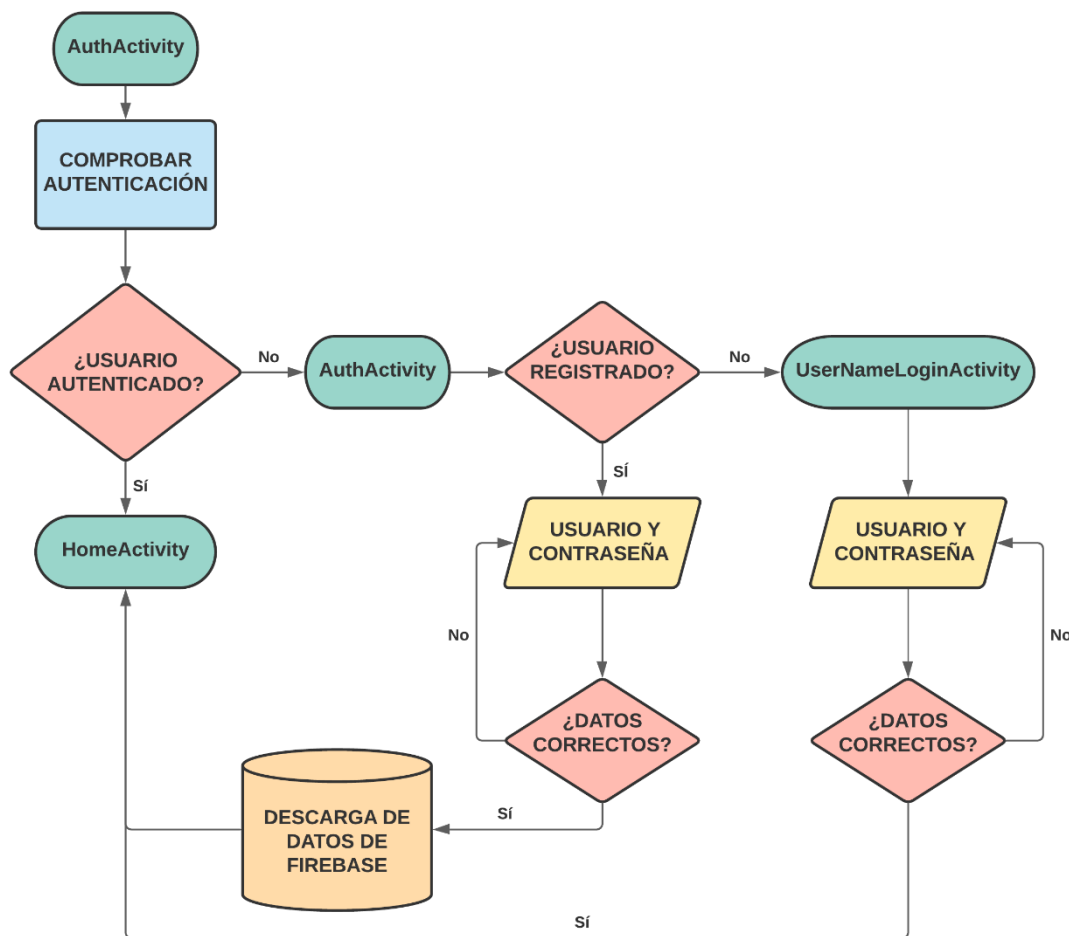 AuthActivity
COMPROBAR
AUTENTICACIÓN
¿USUARIO
AUTENTICADO?
No
AuthActivity
¿USUARIO
REGISTRADO?
No
UserNameLoginActivity
Sí
SÍ
HomeActivity
USUARIO Y
CONTRASEÑA
USUARIO Y
CONTRASEÑA
No
No
¿DATOS
CORRECTOS?
¿DATOS
CORRECTOS?
Sí
DESCARGA DE
DATOS DE
FIREBASE
Sí